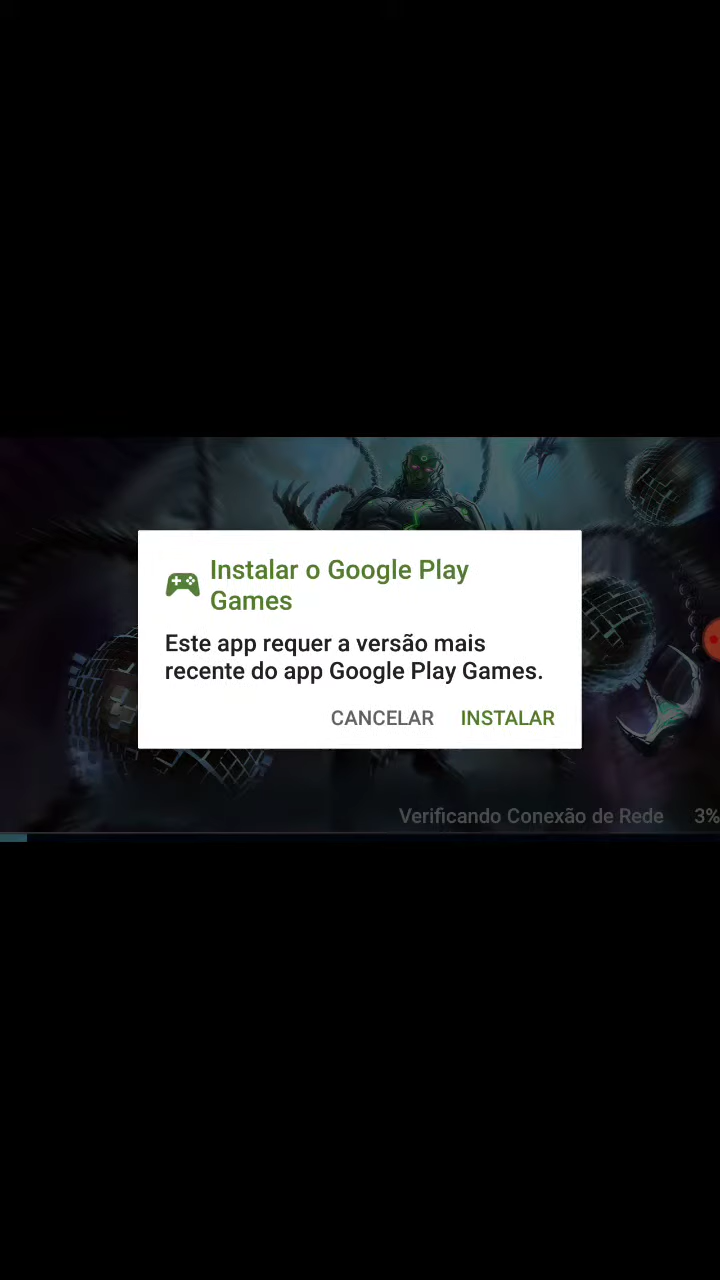 Instalar o Google Play
Games
Este app requer a versão mais
recente do app Google Play Games.
CANCELAR INSTALAR
Verificando Conexão de Rede 3%